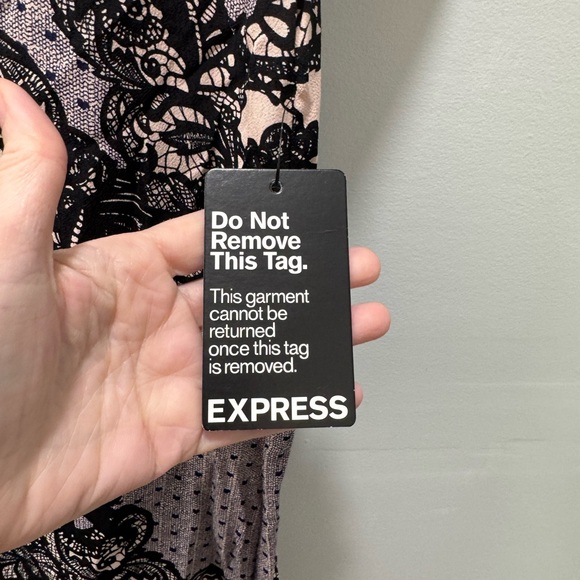 Do Not
Remove
This Tag.
This garment
cannot be
returned
once this tag
is removed.
EXPRESS